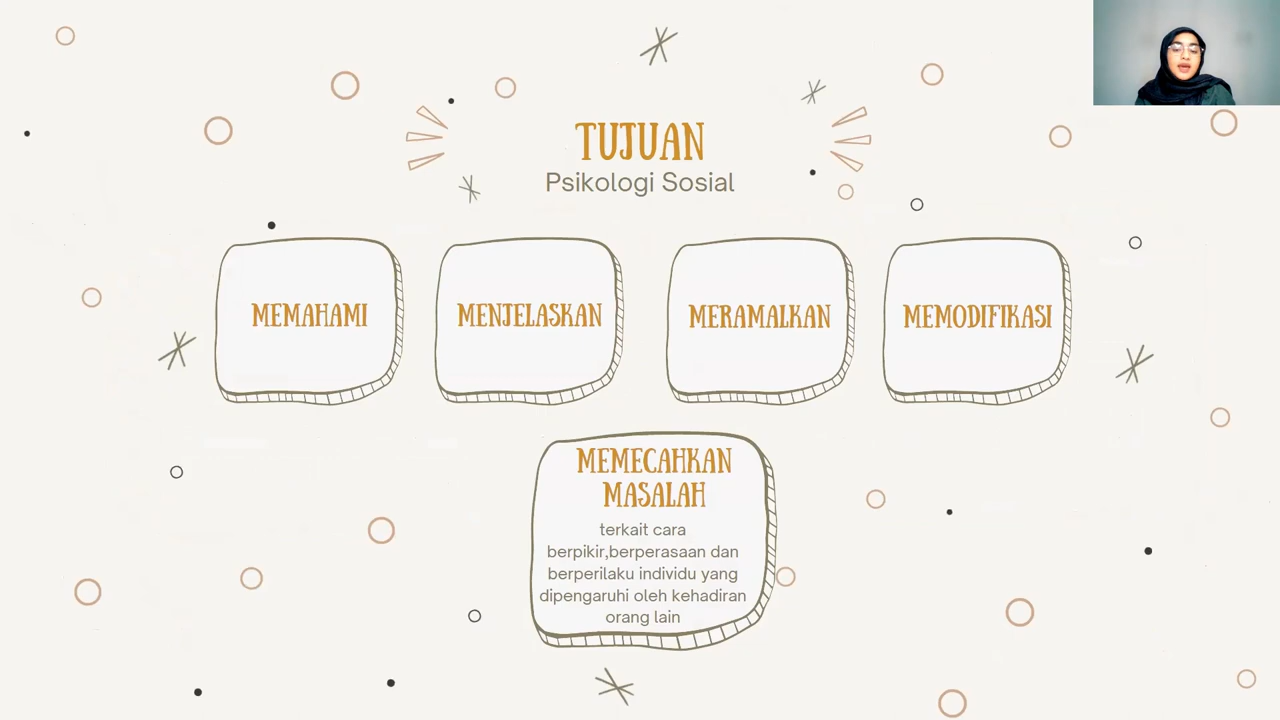 TUJUAN
Psikologi Sosial
MEMAHAMI
MENJELASKAN
MERAMALKAN
MEMODIFIKASI
MEMECAHKAN
MASALAH
terkait cara
berpikir,berperasaan dan
berperilaku individu yang
dipengaruhi oleh kehadiran
orang lain